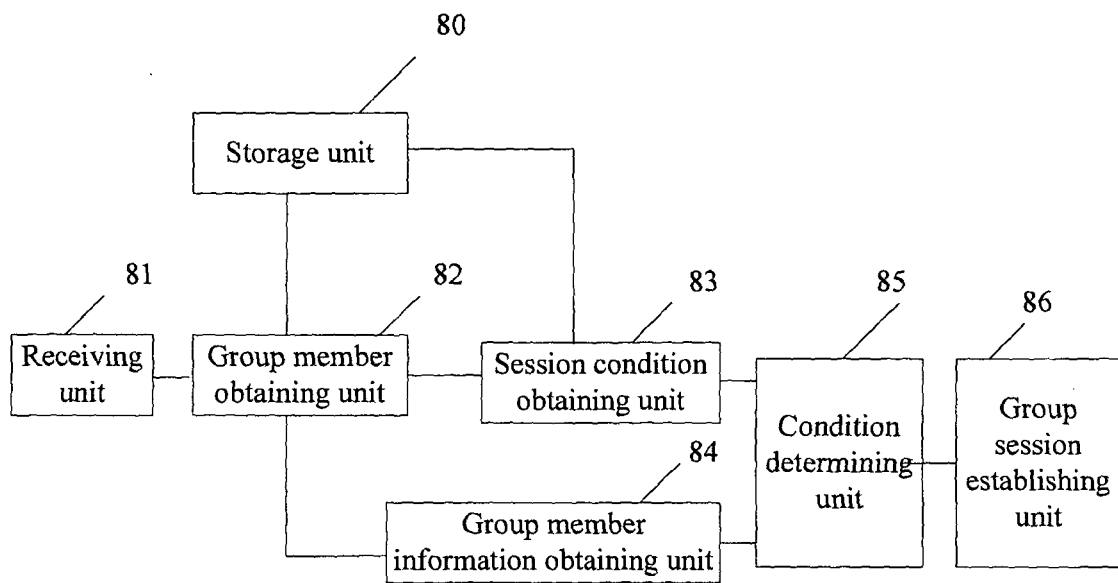 80
Storage unit
81
82
83
85
86
Receiving
unit
Group member
obtaining unit
Session condition
obtaining unit
Condition
determining
unit
Group
session
establishing
unit
84
Group member
information obtaining unit